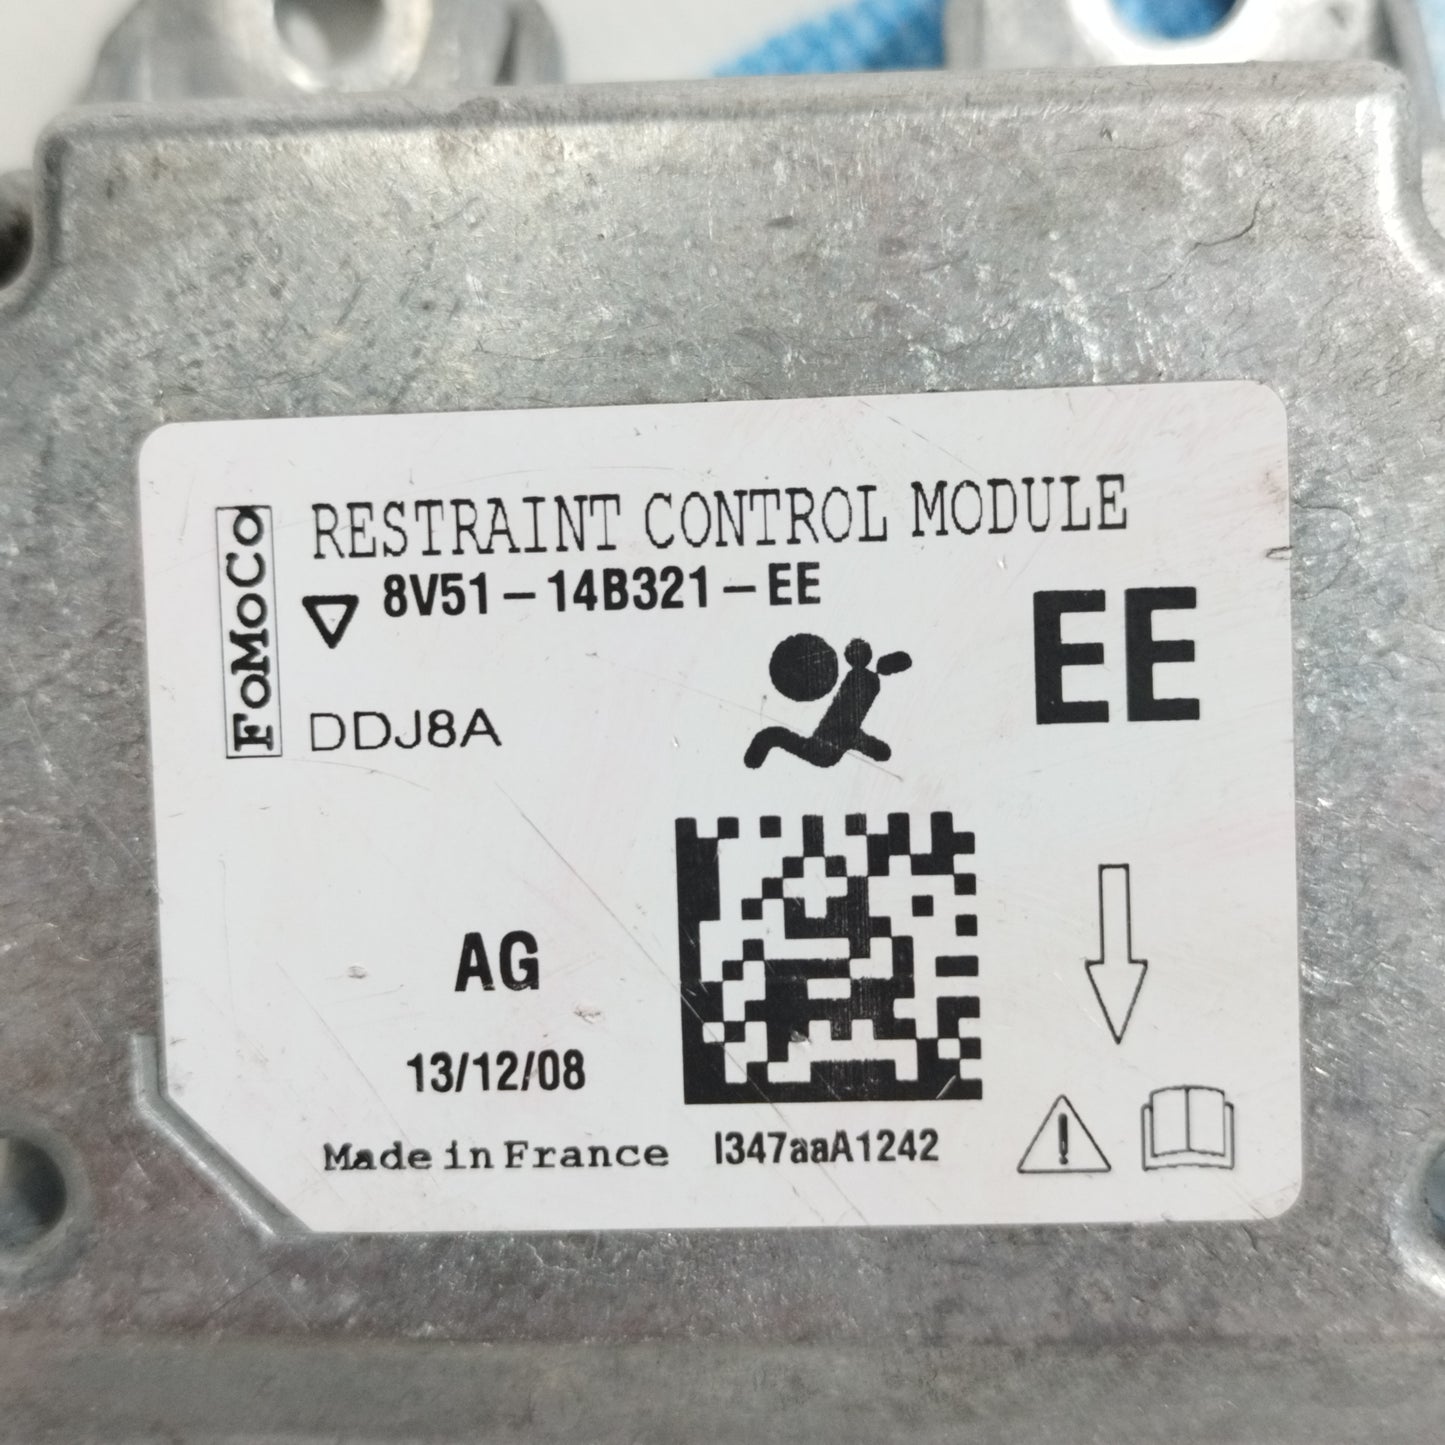 FoMoCo
RESTRAINT CONTROL MODULE
8V51-14B321-EE
EE
DDJ8A
AG
13/12/08
Made in France
I347aaA1242